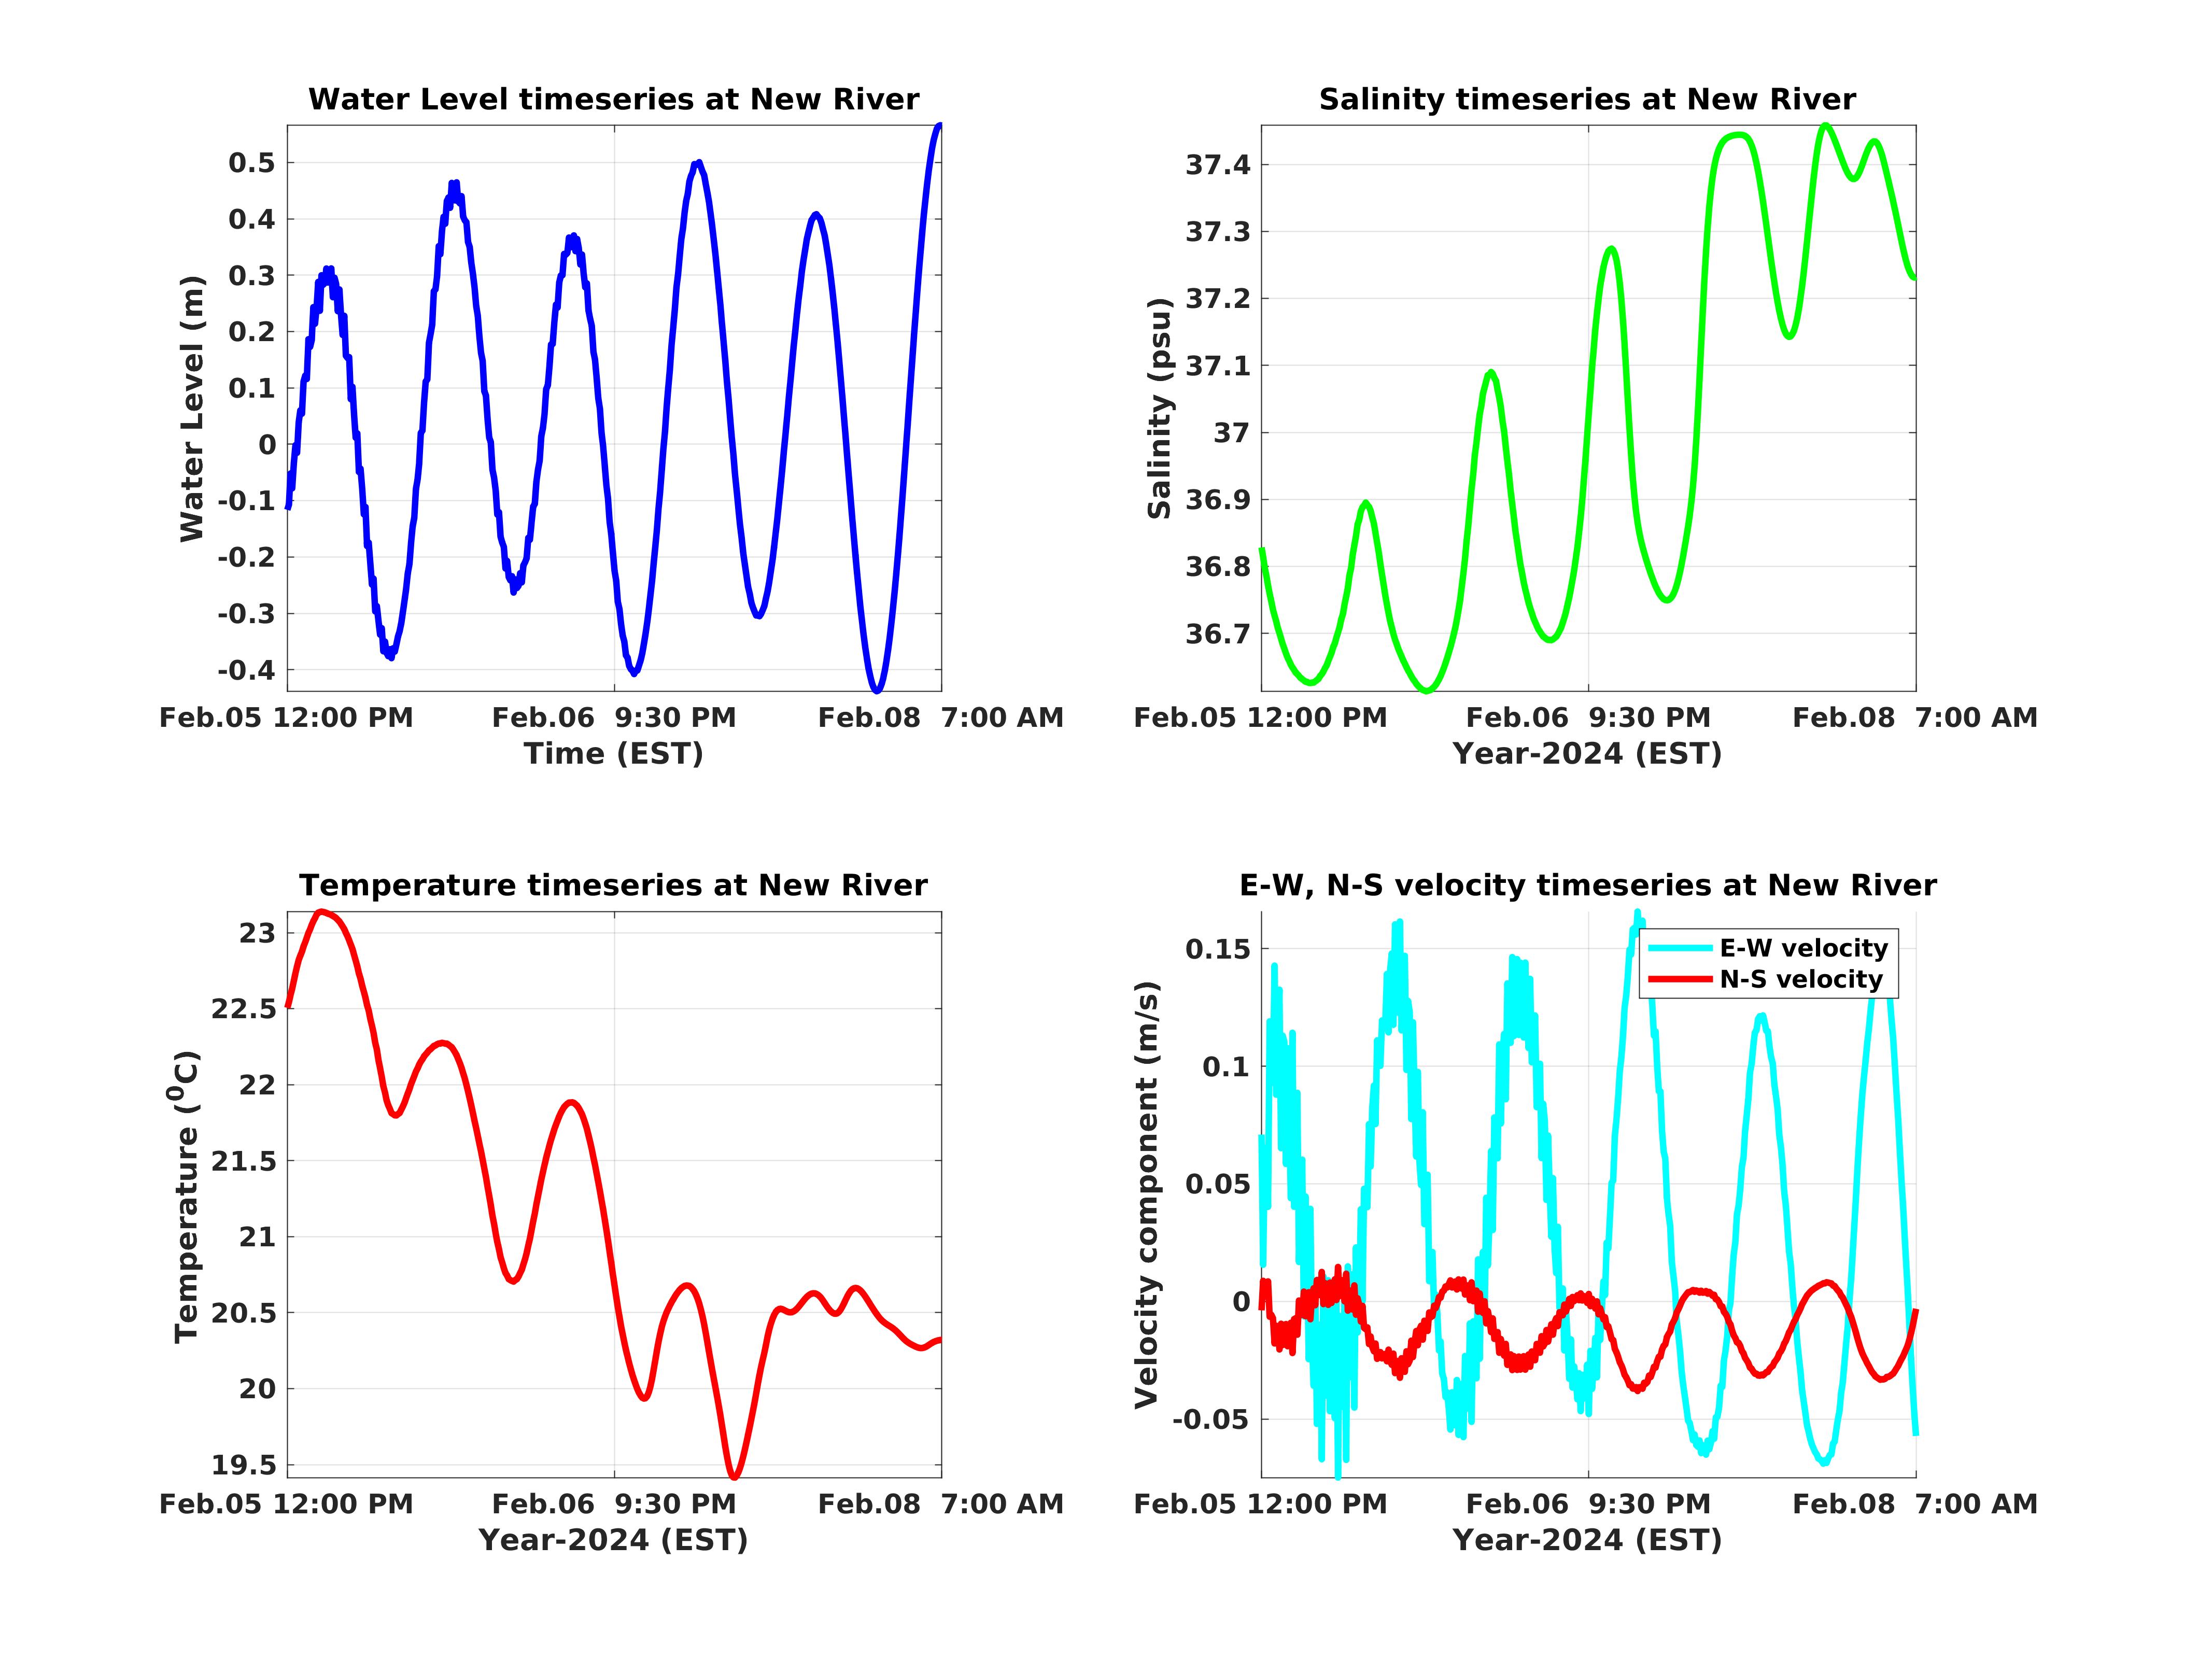 Water Level timeseries at New River
Water Level (m)
0.5
0.4
0.3
0.2
0.1
0
-0.1
-0.2
-0.3
-0.4
Feb.05 12:00 PM
Feb.06 9:30 PM
Feb.08 7:00 AM
Time (EST)
Salinity timeseries at New River
Salinity (psu)
37.4
37.3
37.2
37.1
37
36.9
36.8
36.7
Feb.05 12:00 PM
Feb.06 9:30 PM
Feb.08 7:00 AM
Year-2024 (EST)
Temperature timeseries at New River
Temperature (⁰C)
23
22.5
22
21.5
21
20.5
20
19.5
Feb.05 12:00 PM
Feb.06 9:30 PM
Feb.08 7:00 AM
Year-2024 (EST)
E-W, N-S velocity timeseries at New River
Velocity component (m/s)
0.15
0.1
0.05
0
-0.05
E-W velocity
N-S velocity
Feb.05 12:00 PM
Feb.06 9:30 PM
Feb.08 7:00 AM
Year-2024 (EST)